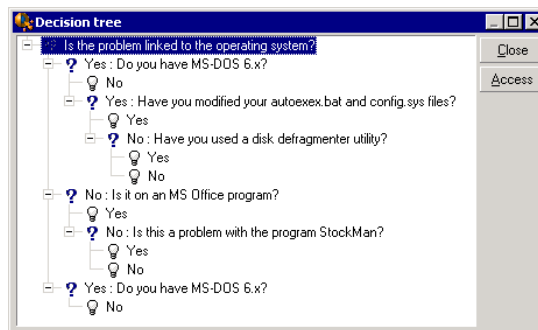 Decision tree
Is the problem linked to the operating system?
Close
Yes : Do you have MS-DOS 6.x?
No
Access
Yes : Have you modified your autoexex.bat and config.sys files?
Yes
No : Have you used a disk defragmenter utility?
Yes
No
No : Is it on an MS Office program?
Yes
No : Is this a problem with the program StockMan?
Yes
No
Yes : Do you have MS-DOS 6.x?
No